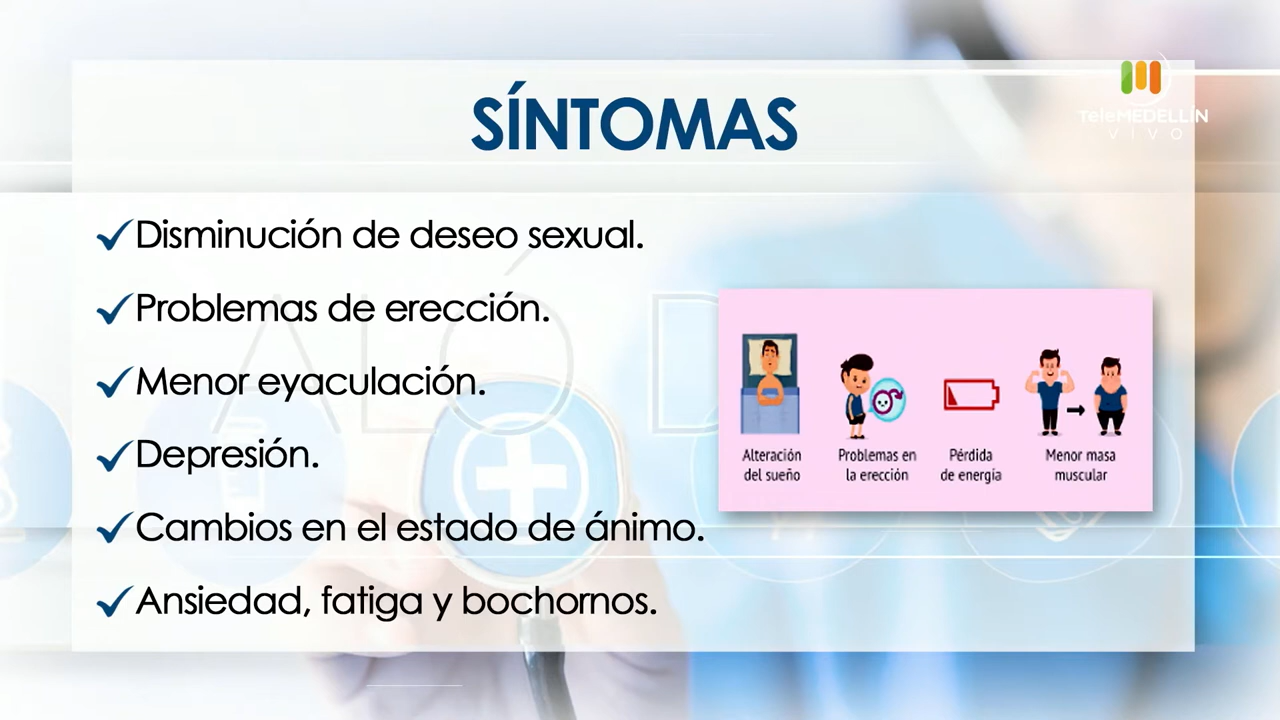 SÍNTOMAS
TeleMEDELLÍN
VIVO
Disminución de deseo sexual.
Problemas de erección.
Menor eyaculación.
Depresión.
Cambios en el estado de ánimo.
Ansiedad, fatiga y bochornos.
ALÓ D
Alteración
del sueño
Problemas en
la erección
Pérdida
de energía
Menor masa
muscular